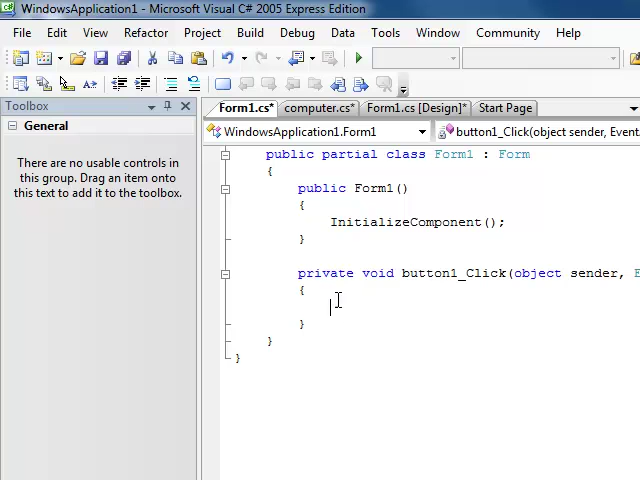 WindowsApplication1 - Microsoft Visual C# 2005 Express Edition
File Edit View Refactor Project Build Debug Data Tools Window Community Help
Toolbox
General
There are no usable controls in
this group. Drag an item onto
this text to add it to the toolbox.
Form1.cs* computer.cs* Form1.cs [Design]* Start Page
WindowsApplication1.Form1 button1_Click(object sender, Event
public partial class Form1 : Form
{
public Form1()
{
InitializeComponent();
}
private void button1_Click(object sender, E
{
}
}
}